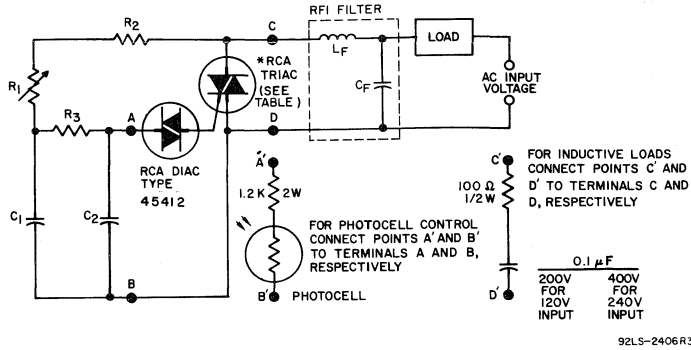 RFI FILTER
R2
C
LF
LOAD
*RCA
TRIAC
(SEE
TABLE)
CF
AC INPUT
VOLTAGE
R1
R3
A
D
RCA DIAC
TYPE
45412
C1
C2
B
A'
1.2 K
2W
FOR PHOTOCELL CONTROL
CONNECT POINTS A' AND B'
TO TERMINALS A AND B,
RESPECTIVELY
B'
PHOTOCELL
C'
FOR INDUCTIVE LOADS
CONNECT POINTS C' AND
D' TO TERMINALS C AND
D, RESPECTIVELY
100 Ω
1/2 W
D'
0.1 µF
200V 400V
FOR FOR
120V 240V
INPUT INPUT
92LS-2406R3